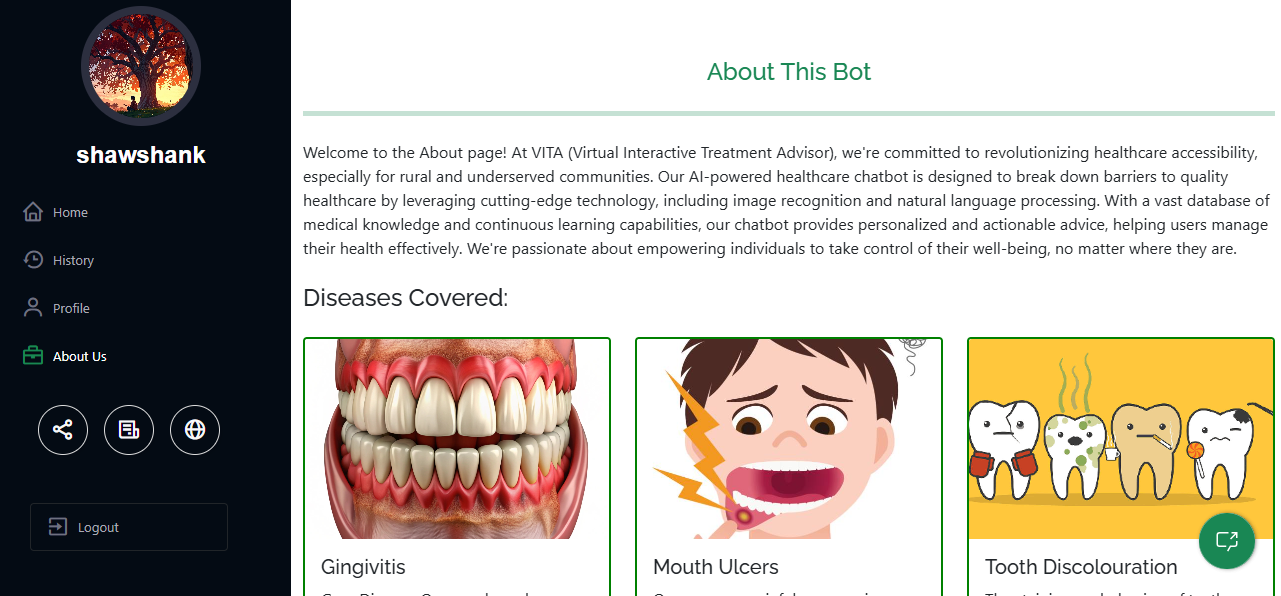 shawshank
Home
History
Profile
About Us
Logout
About This Bot
Welcome to the About page! At VITA (Virtual Interactive Treatment Advisor), we're committed to revolutionizing healthcare accessibility,
especially for rural and underserved communities. Our AI-powered healthcare chatbot is designed to break down barriers to quality
healthcare by leveraging cutting-edge technology, including image recognition and natural language processing. With a vast database of
medical knowledge and continuous learning capabilities, our chatbot provides personalized and actionable advice, helping users manage
their health effectively. We're passionate about empowering individuals to take control of their well-being, no matter where they are.
Diseases Covered:
Gingivitis
Mouth Ulcers
Tooth Discolouration